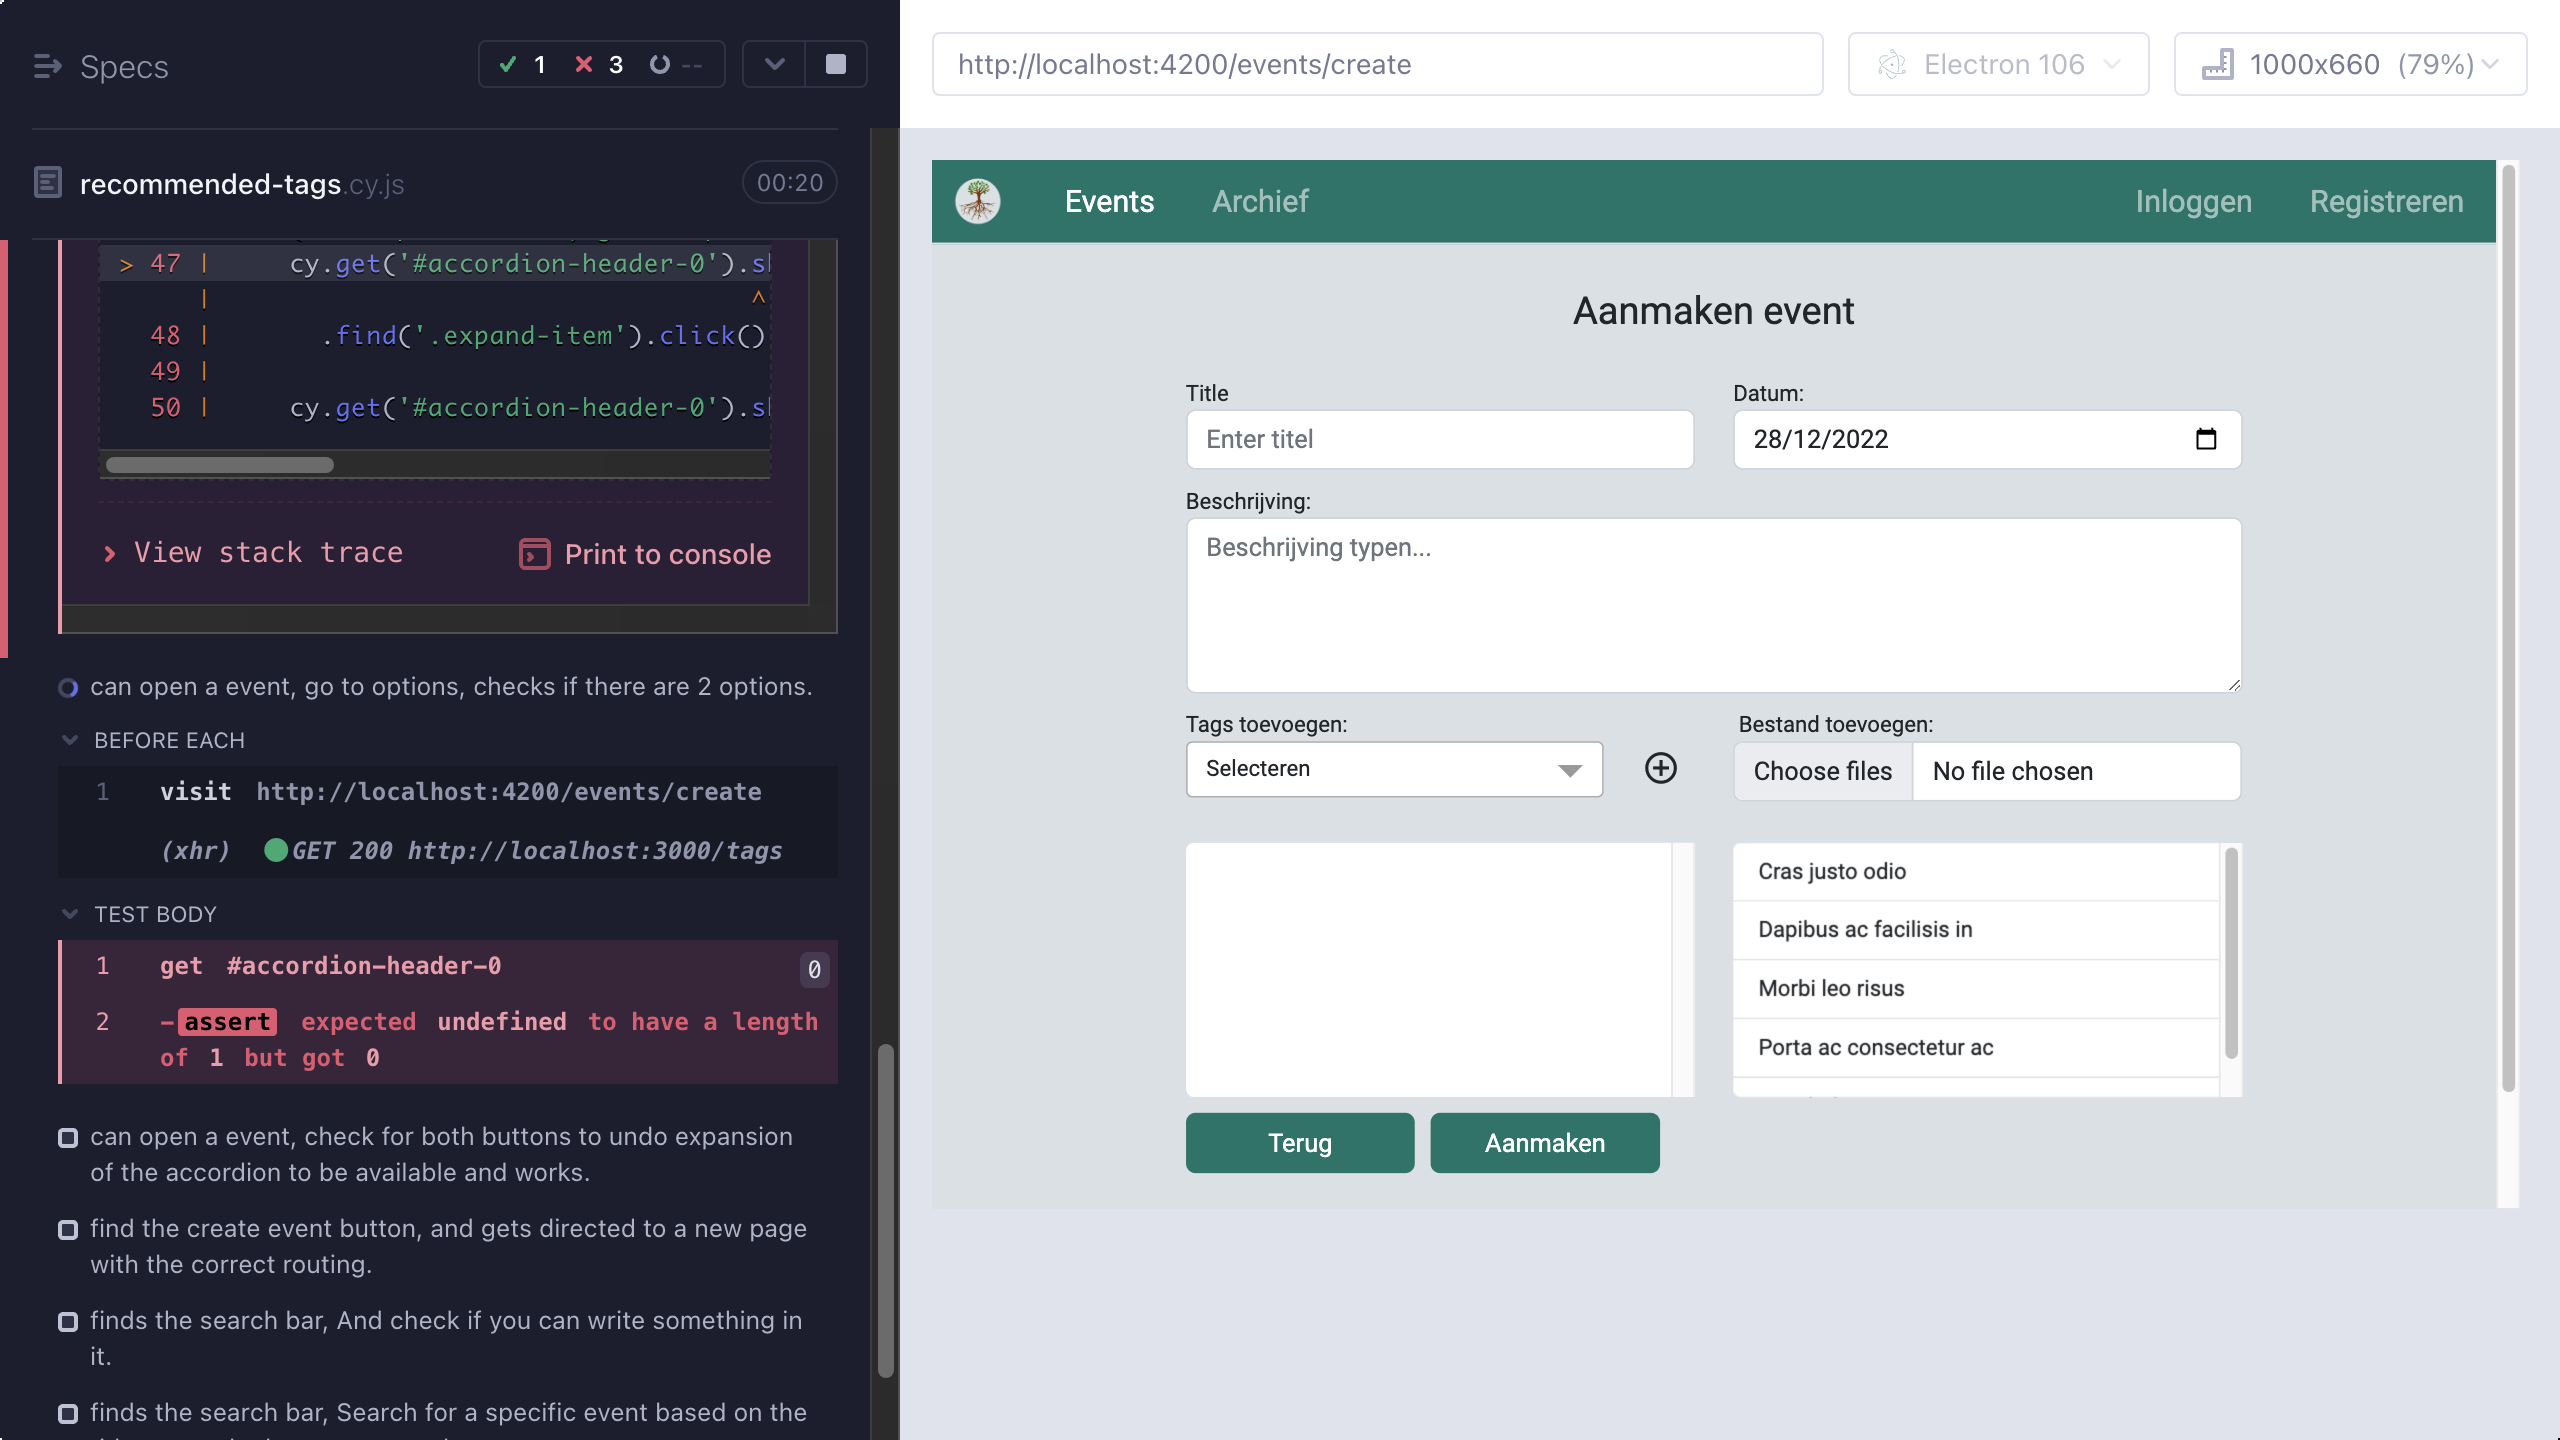 Specs
1
3
--
recommended-tags.cy.js
00:20
> 47 | cy.get('#accordion-header-0').s
| ^
48 | .find('.expand-item').click()
49 |
50 | cy.get('#accordion-header-0').s
View stack trace
Print to console
can open a event, go to options, checks if there are 2 options.
BEFORE EACH
1 visit http://localhost:4200/events/create
(xhr) GET 200 http://localhost:3000/tags
TEST BODY
1 get #accordion-header-0 0
2 -assert expected undefined to have a length
of 1 but got 0
can open a event, check for both buttons to undo expansion
of the accordion to be available and works.
find the create event button, and gets directed to a new page
with the correct routing.
finds the search bar, And check if you can write something in
it.
finds the search bar, Search for a specific event based on the
http://localhost:4200/events/create
Electron 106
1000x660 (79%)
Events
Archief
Inloggen
Registreren
Aanmaken event
Title
Enter titel
Datum:
28/12/2022
Beschrijving:
Beschrijving typen...
Tags toevoegen:
Selecteren
Bestand toevoegen:
Choose files No file chosen
Cras justo odio
Dapibus ac facilisis in
Morbi leo risus
Porta ac consectetur ac
Terug
Aanmaken